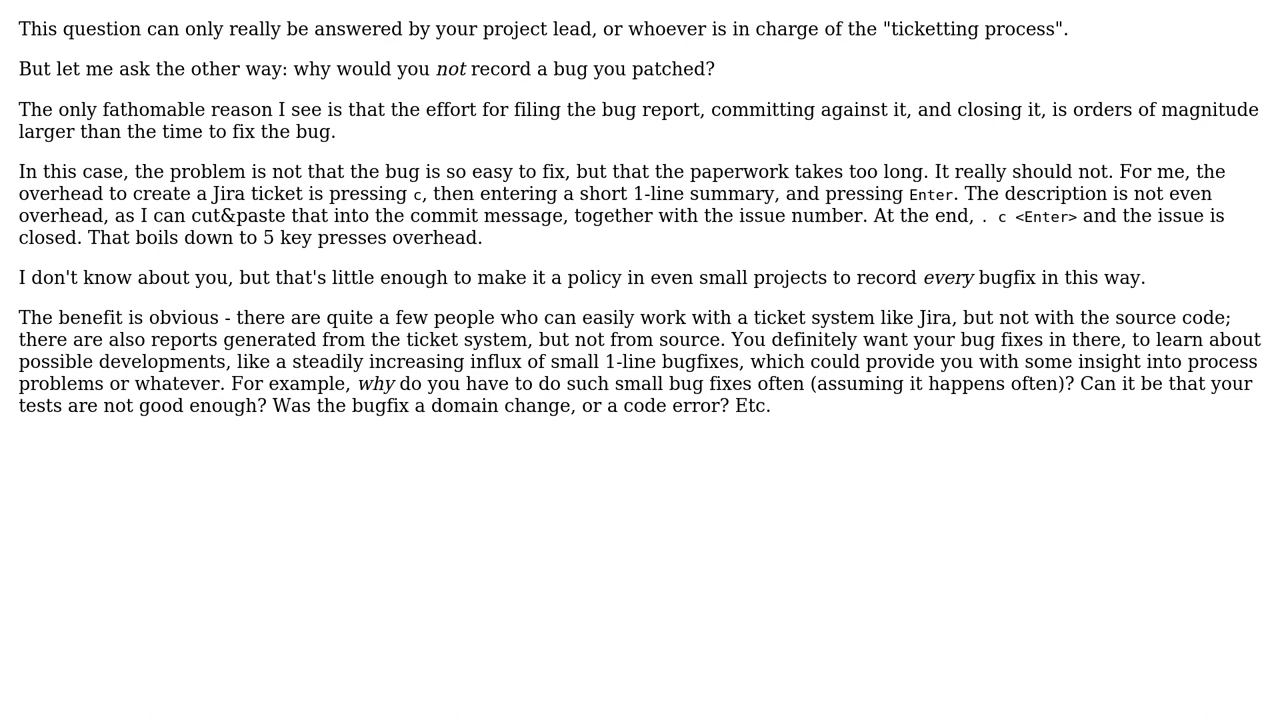 This question can only really be answered by your project lead, or whoever is in charge of the "ticketting process".
But let me ask the other way: why would you not record a bug you patched?
The only fathomable reason I see is that the effort for filing the bug report, committing against it, and closing it, is orders of magnitude
larger than the time to fix the bug.
In this case, the problem is not that the bug is so easy to fix, but that the paperwork takes too long. It really should not. For me, the
overhead to create a Jira ticket is pressing c, then entering a short 1-line summary, and pressing Enter. The description is not even
overhead, as I can cut&paste that into the commit message, together with the issue number. At the end, . c <Enter> and the issue is
closed. That boils down to 5 key presses overhead.
I don't know about you, but that's little enough to make it a policy in even small projects to record every bugfix in this way.
The benefit is obvious - there are quite a few people who can easily work with a ticket system like Jira, but not with the source code;
there are also reports generated from the ticket system, but not from source. You definitely want your bug fixes in there, to learn about
possible developments, like a steadily increasing influx of small 1-line bugfixes, which could provide you with some insight into process
problems or whatever. For example, why do you have to do such small bug fixes often (assuming it happens often)? Can it be that your
tests are not good enough? Was the bugfix a domain change, or a code error? Etc.